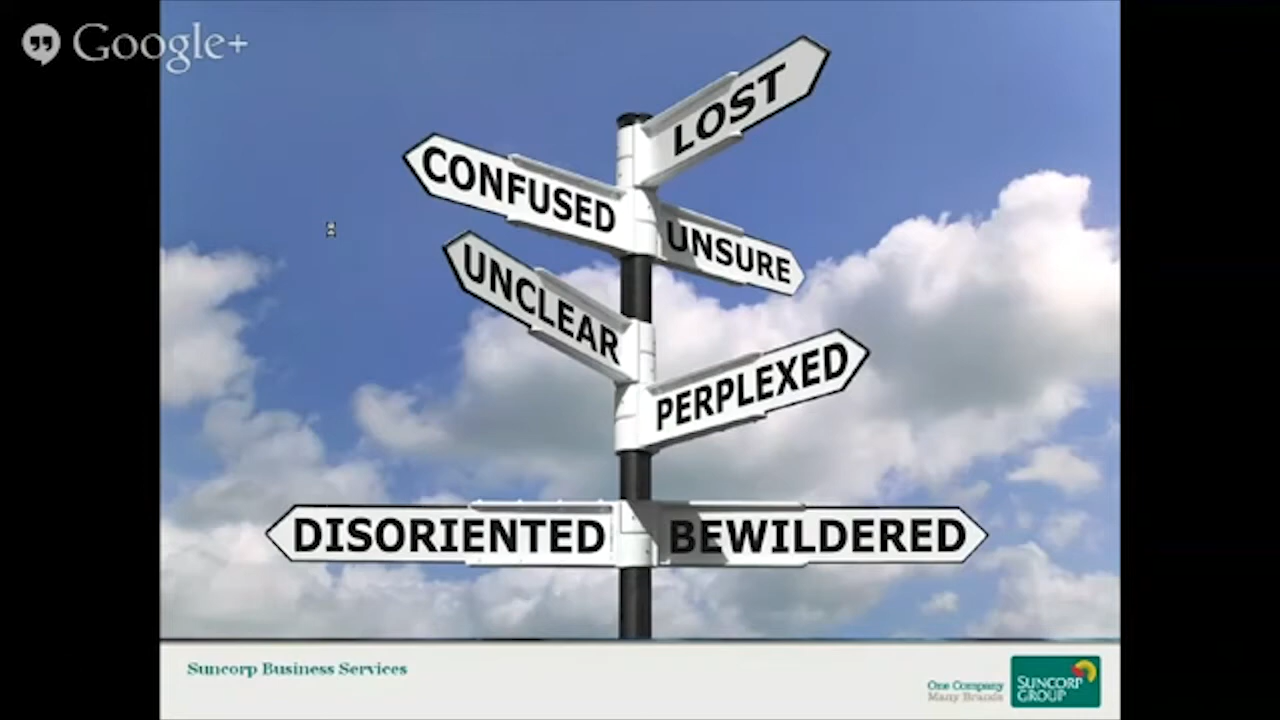 Google+
LOST
CONFUSED
UNSURE
UNCLEAR
PERPLEXED
DISORIENTED
BEWILDERED
Suncorp Business Services
One Company
Many Brands
SUNCORP
GROUP